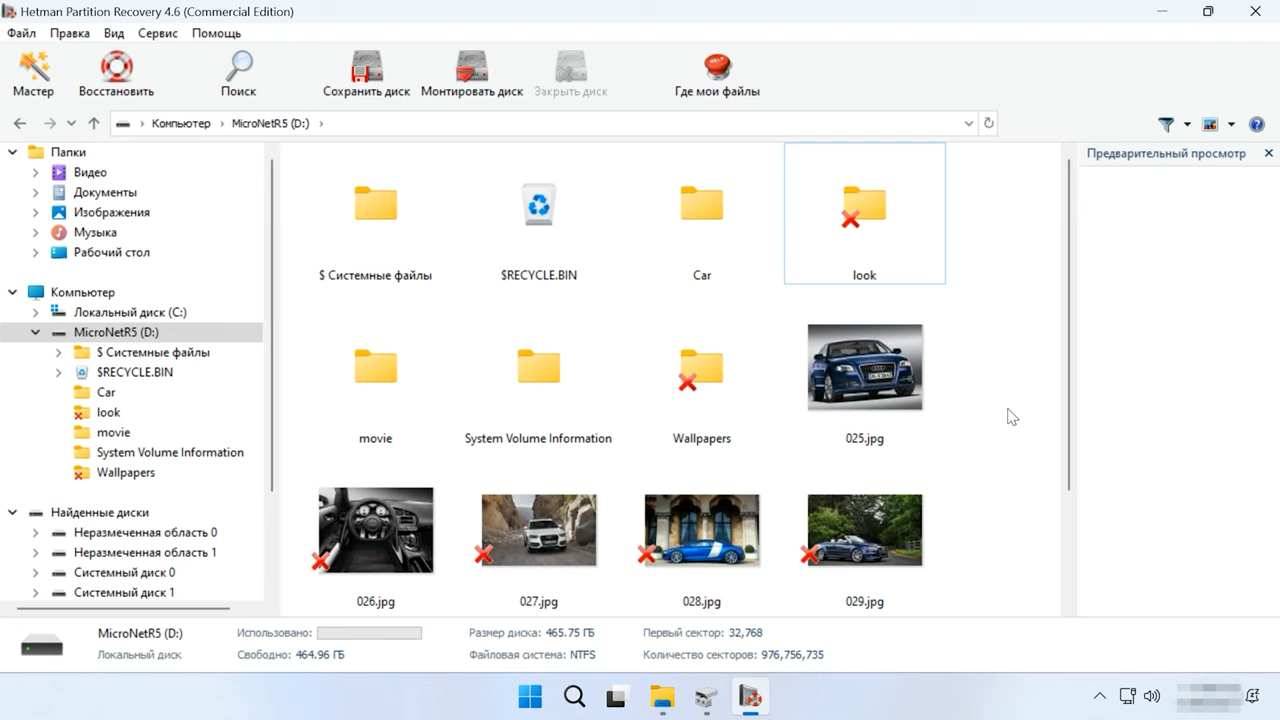 Hetman Partition Recovery 4.6 (Commercial Edition)
Файл Правка Вид Сервис Помощь
Мастер Восстановить Поиск Сохранить диск Монтировать диск Закрыть диск Где мои файлы
Компьютер MicroNetR5 (D:)
Папки
Видео
Документы
Изображения
Музыка
Рабочий стол
Компьютер
Локальный диск (C:)
MicroNetR5 (D:)
$ Системные файлы
$RECYCLE.BIN
Car
look
movie
System Volume Information
Wallpapers
Найденные диски
Неразмеченная область 0
Неразмеченная область 1
Системный диск 0
Системный диск 1
$ Системные файлы $RECYCLE.BIN Car look
movie System Volume Information Wallpapers 025.jpg
026.jpg 027.jpg 028.jpg 029.jpg
Предварительный просмотр
MicroNetR5 (D:) Использовано: Размер диска: 465.75 ГБ Первый сектор: 32,768
Локальный диск Свободно: 464.96 ГБ Файловая система: NTFS Количество секторов: 976,756,735